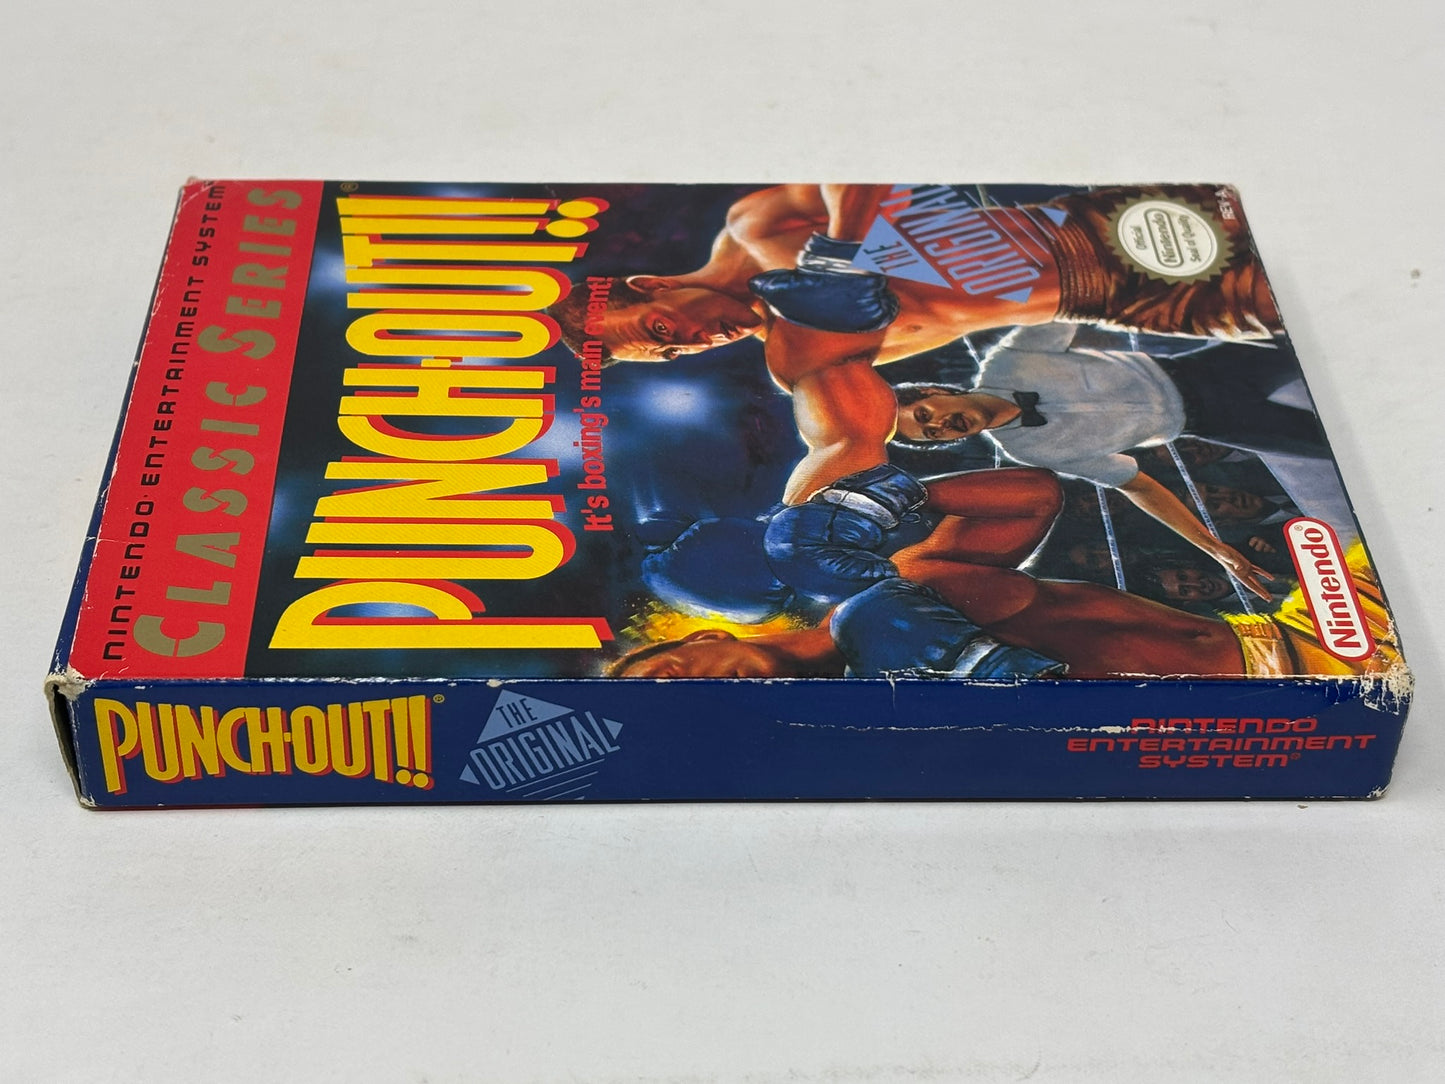 NINTENDO·ENTERTAINMENT SYSTEM
CLASSIC SERIES
PUNCH-OUT!!®
It's boxing's main event!
THE
ORIGINAL
Official
Nintendo
Seal of Quality
REV-A
Nintendo®
PUNCH-OUT!!®
THE
ORIGINAL
NINTENDO
ENTERTAINMENT
SYSTEM®